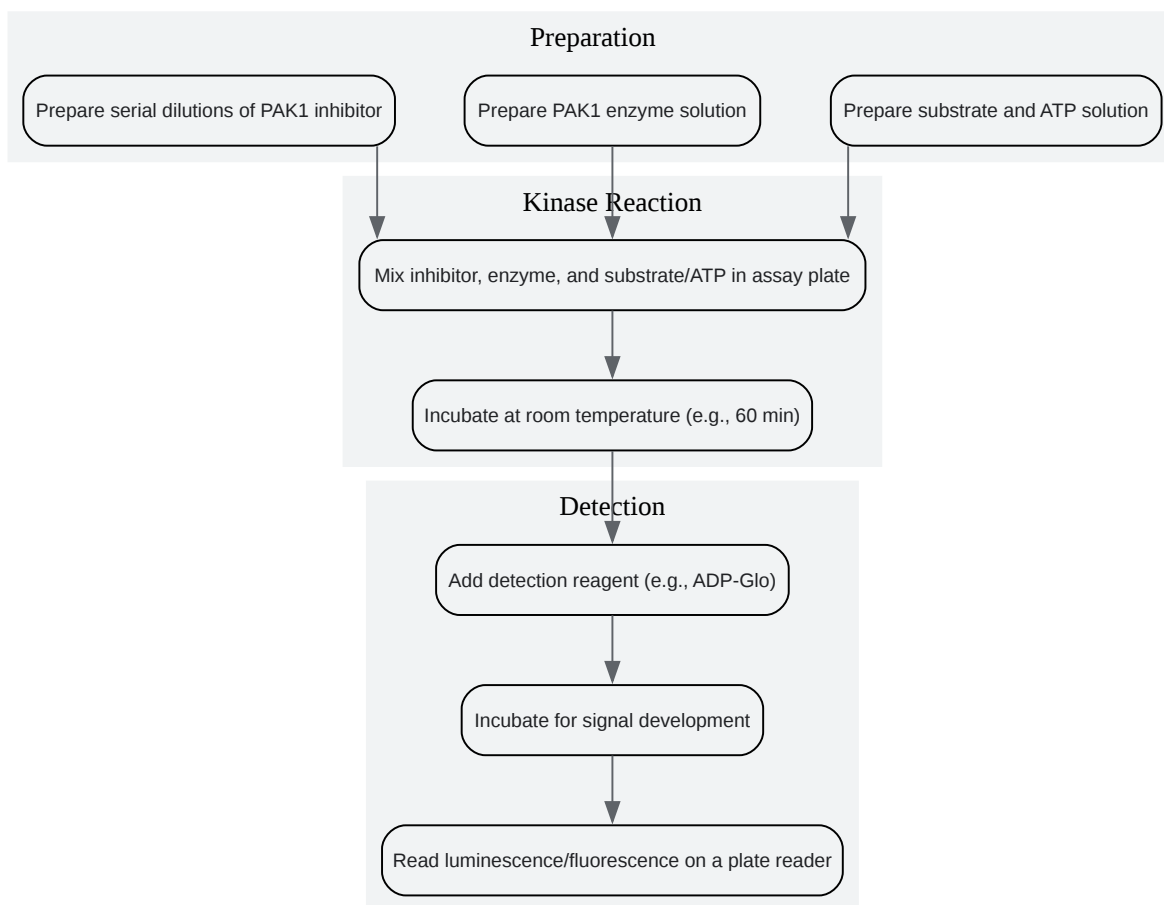 Preparation
Prepare serial dilutions of PAK1 inhibitor
Prepare PAK1 enzyme solution
Prepare substrate and ATP solution
Kinase Reaction
Mix inhibitor, enzyme, and substrate/ATP in assay plate
Incubate at room temperature (e.g., 60 min)
Detection
Add detection reagent (e.g., ADP-Glo)
Incubate for signal development
Read luminescence/fluorescence on a plate reader